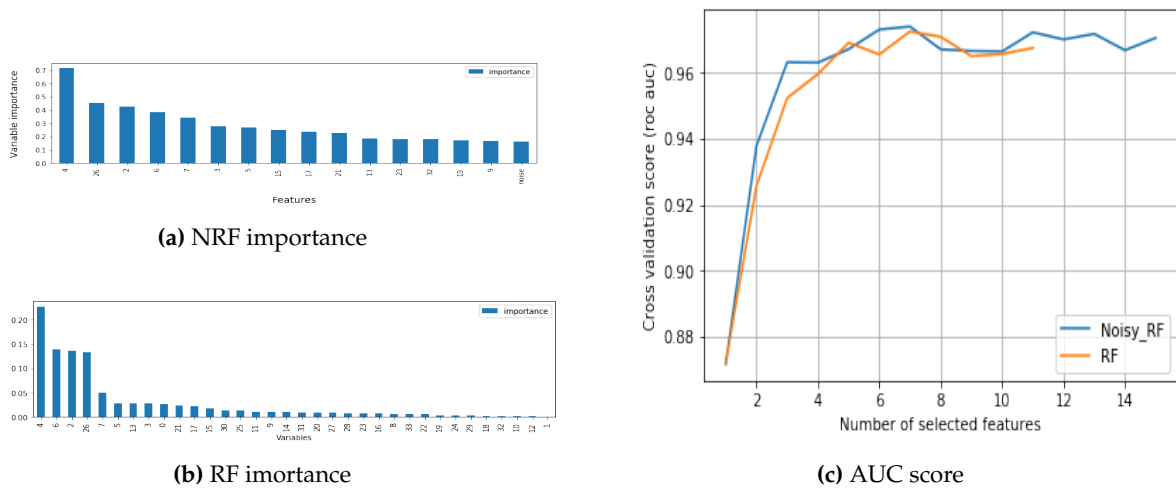 Variable importance
0.7
0.6
0.5
0.4
0.3
0.2
0.1
0.0
importance
4 26 2 6 7 3 5 15 17 21 13 23 32 19 9 noise
Features
(a) NRF importance
0.20
0.15
0.10
0.05
0.00
importance
4 6 2 26 7 5 13 3 0 21 17 15 30 25 11 9 14 31 20 27 28 23 16 8 33 22 19 24 29 18 32 10 12 1
Variables
(b) RF imortance
Cross validation score (roc auc)
0.96
0.94
0.92
0.90
0.88
Noisy_RF
RF
2 4 6 8 10 12 14
Number of selected features
(c) AUC score